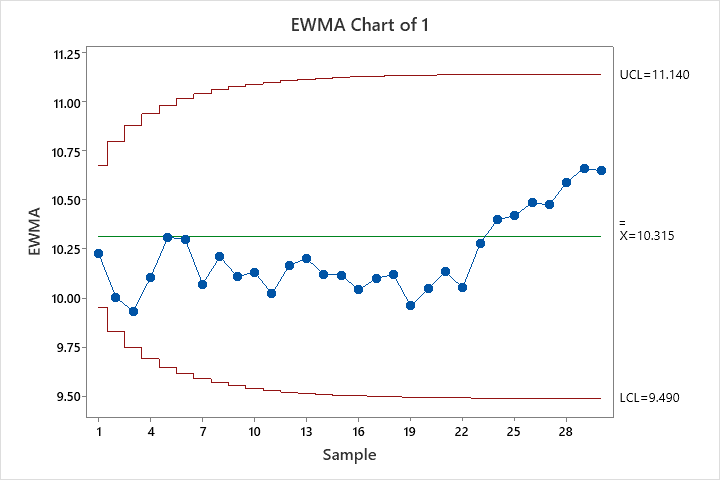 EWMA Chart of 1
11.25
11.00
10.75
10.50
10.25
10.00
9.75
9.50
EWMA
1 4 7 10 13 16 19 22 25 28
Sample
UCL=11.140
=
X=10.315
LCL=9.490